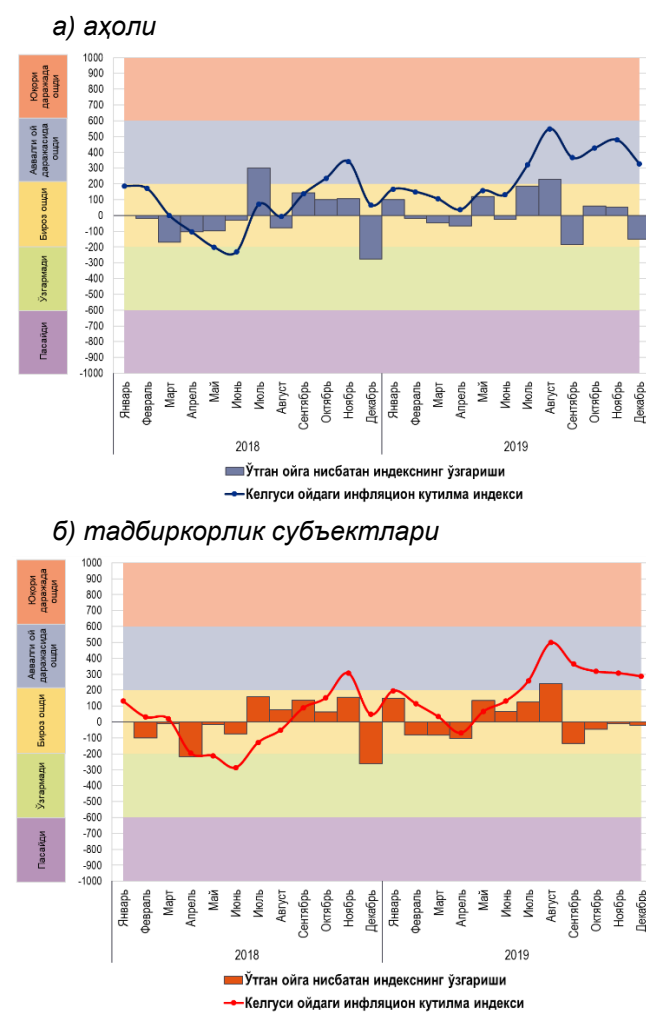 а) аҳоли
Юқори
даражада
ошди
Аввалги ой
даражасида
ошди
Бироз ошди
Ўзгармади
Пасайди
1000
900
800
700
600
500
400
300
200
100
0
-100
-200
-300
-400
-500
-600
-700
-800
-900
-1000
Январь
Февраль
Март
Апрель
Май
Июнь
Июль
Август
Сентябрь
Октябрь
Ноябрь
Декабрь
Январь
Февраль
Март
Апрель
Май
Июнь
Июль
Август
Сентябрь
Октябрь
Ноябрь
Декабрь
2018
2019
Ўтган ойга нисбатан индекснинг ўзгариши
Келгуси ойдаги инфляцион кутилма индекси
б) тадбиркорлик субъектлари
Юқори
даражада
ошди
Аввалги ой
даражасида
ошди
Бироз ошди
Ўзгармади
Пасайди
1000
900
800
700
600
500
400
300
200
100
0
-100
-200
-300
-400
-500
-600
-700
-800
-900
-1000
Январь
Февраль
Март
Апрель
Май
Июнь
Июль
Август
Сентябрь
Октябрь
Ноябрь
Декабрь
Январь
Февраль
Март
Апрель
Май
Июнь
Июль
Август
Сентябрь
Октябрь
Ноябрь
Декабрь
2018
2019
Ўтган ойга нисбатан индекснинг ўзгариши
Келгуси ойдаги инфляцион кутилма индекси